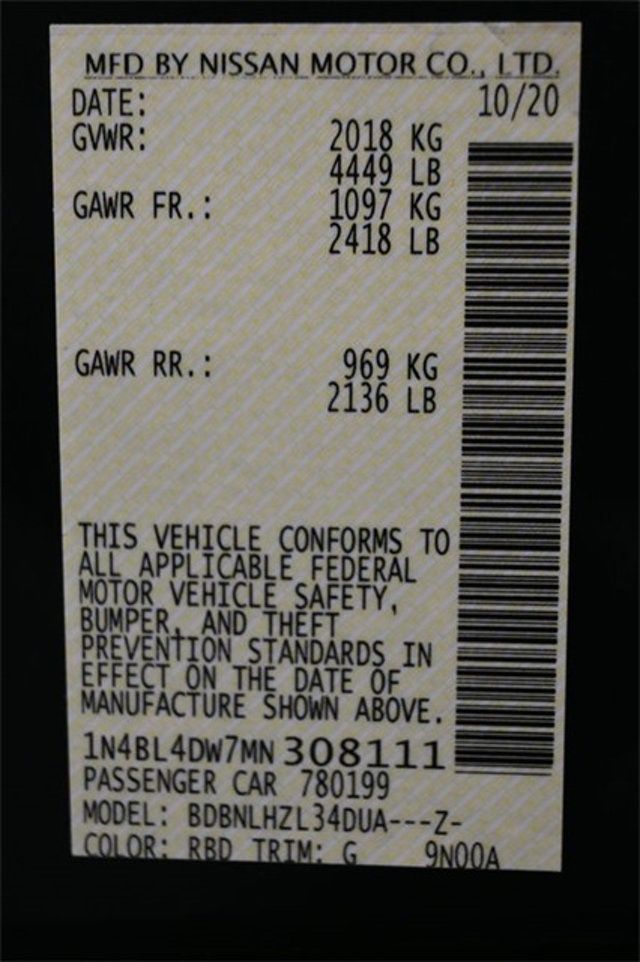 MFD BY NISSAN MOTOR CO., LTD.
DATE: 10/20
GVWR: 2018 KG
4449 LB
GAWR FR.: 1097 KG
2418 LB
GAWR RR.: 969 KG
2136 LB
THIS VEHICLE CONFORMS TO
ALL APPLICABLE FEDERAL
MOTOR VEHICLE SAFETY,
BUMPER, AND THEFT
PREVENTION STANDARDS IN
EFFECT ON THE DATE OF
MANUFACTURE SHOWN ABOVE.
1N4BL4DW7MN308111
PASSENGER CAR 780199
MODEL: BDBNLHZL34DUA---Z-
COLOR: RBD TRIM: G 9N00A